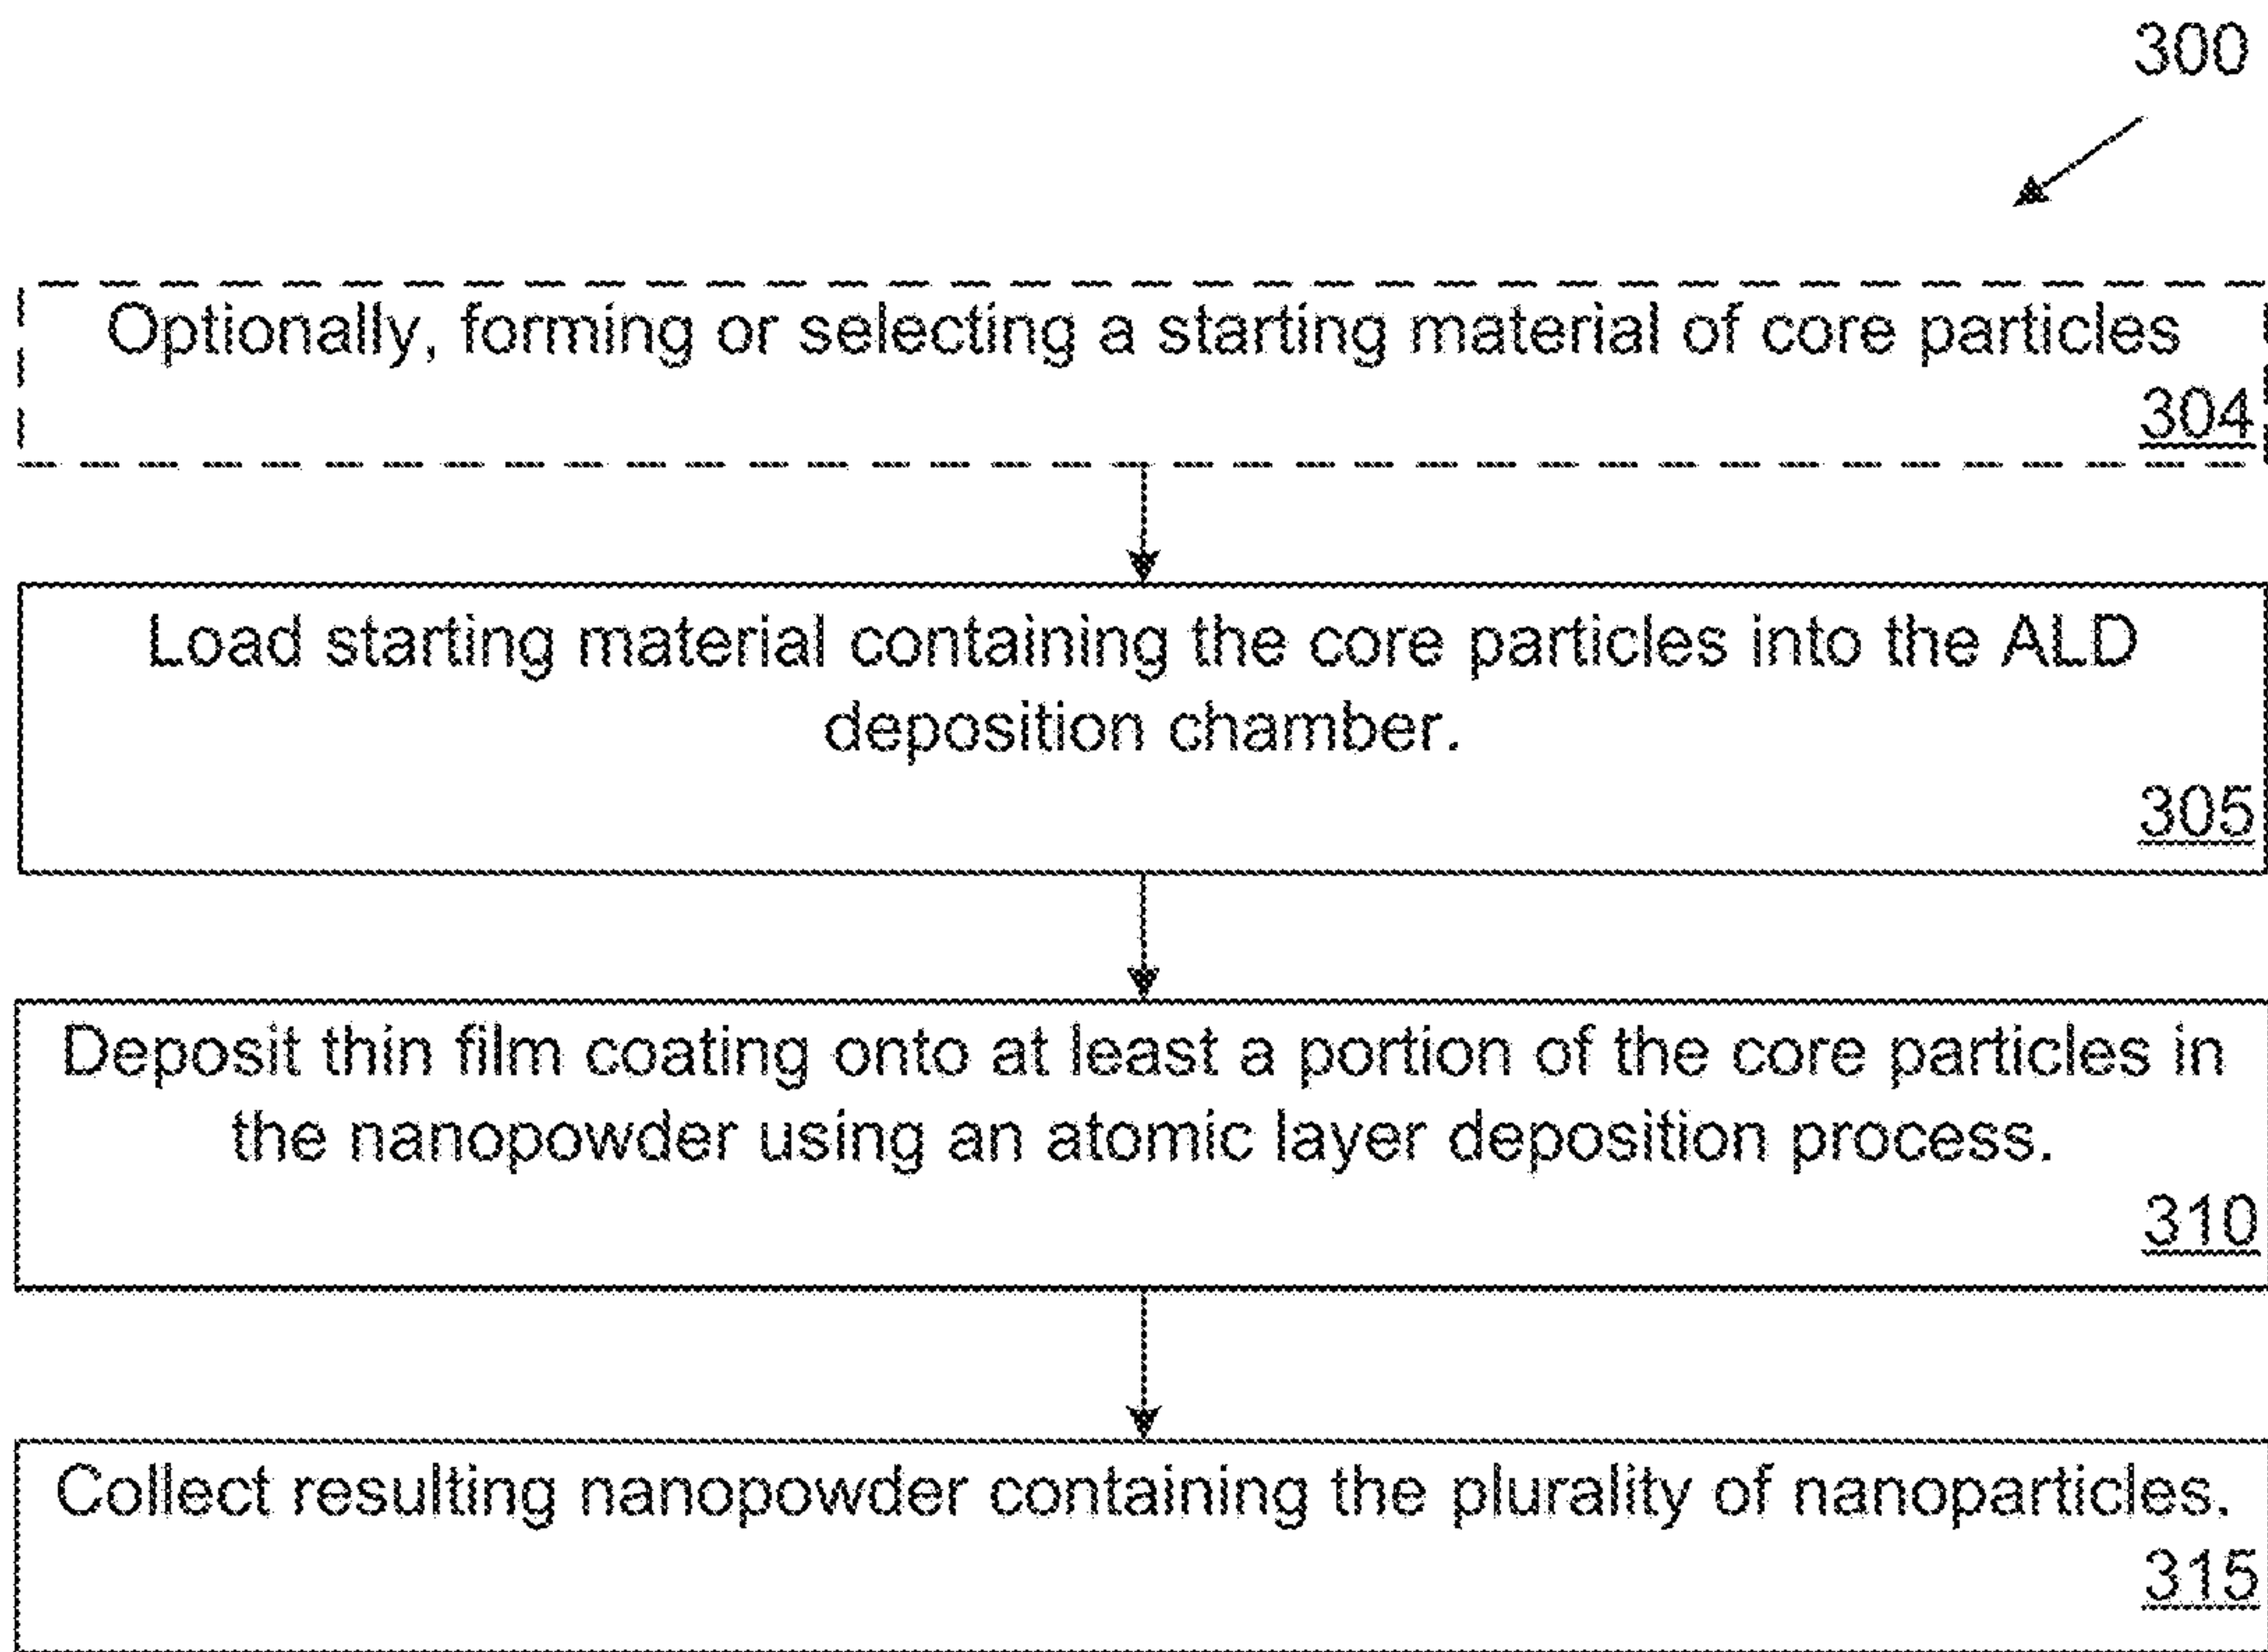 300
Optionally, forming or selecting a starting material of core particles
304
Load starting material containing the core particles into the ALD
deposition chamber.
305
Deposit thin film coating onto at least a portion of the core particles in
the nanopowder using an atomic layer deposition process.
310
Collect resulting nanopowder containing the plurality of nanoparticles.
315